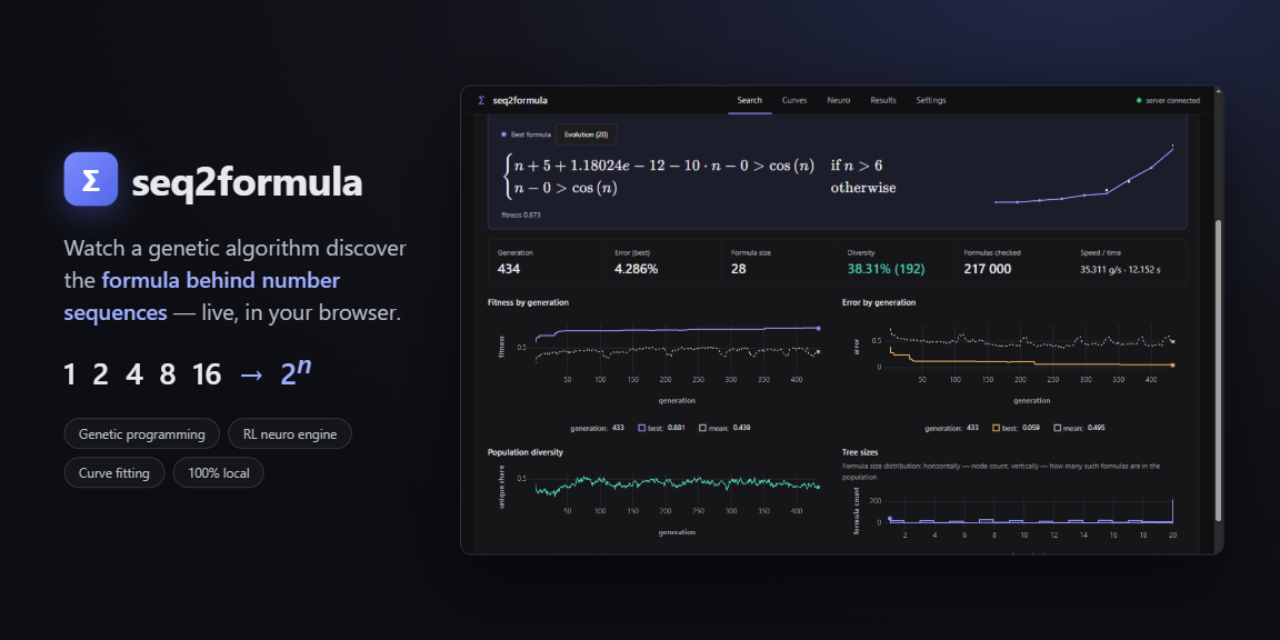 Σ seq2formula
Watch a genetic algorithm discover
the formula behind number
sequences — live, in your browser.
1 2 4 8 16 → 2ⁿ
Genetic programming
RL neuro engine
Curve fitting
100% local
Σ seq2formula
Search Curves Neuro Results Settings
server connected
Best formula
Evolution (20)
{ n + 5 + 1.18024e − 12 − 10 · n − 0 > cos (n) if n > 6
n − 0 > cos (n) otherwise
fitness 0.873
Generation
434
Error (best)
4.286%
Formula size
28
Diversity
38.31% (192)
Formulas checked
217 000
Speed / time
35.311 g/s · 12.152 s
Fitness by generation
fitness
0.5
50 100 150 200 250 300 350 400
generation
generation: 433 best: 0.881 mean: 0.439
Error by generation
error
0.5
0
50 100 150 200 250 300 350 400
generation
generation: 433 best: 0.059 mean: 0.495
Population diversity
unique share
0.5
50 100 150 200 250 300 350 400
generation
Tree sizes
Formula size distribution: horizontally — node count, vertically — how many such formulas are in the
population
formula count
200
0
2 4 6 8 10 12 14 16 18 20